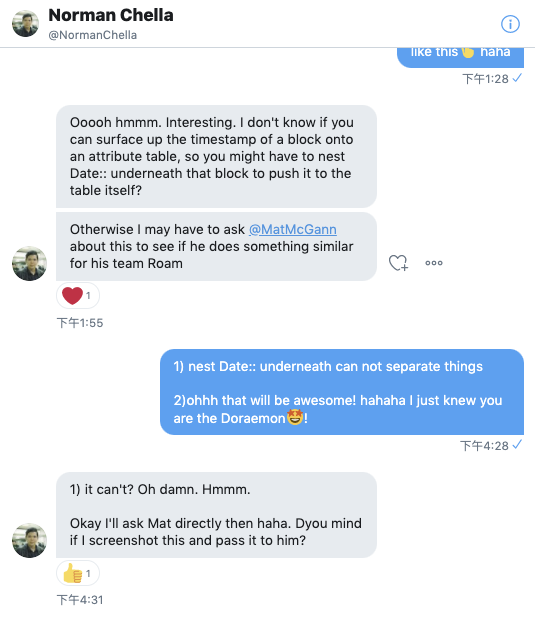 Norman Chella
@NormanChella
like this 👋 haha
下午1:28 ✓
Ooooh hmmm. Interesting. I don't know if you
can surface up the timestamp of a block onto
an attribute table, so you might have to nest
Date:: underneath that block to push it to the
table itself?
Otherwise I may have to ask @MatMcGann
about this to see if he does something similar
for his team Roam
❤️ 1
下午1:55
1) nest Date:: underneath can not separate things
2)ohhh that will be awesome! hahaha I just knew you
are the Doraemon🤩!
下午4:28 ✓
1) it can't? Oh damn. Hmmm.
Okay I'll ask Mat directly then haha. Dyou mind
if I screenshot this and pass it to him?
👍 1
下午4:31